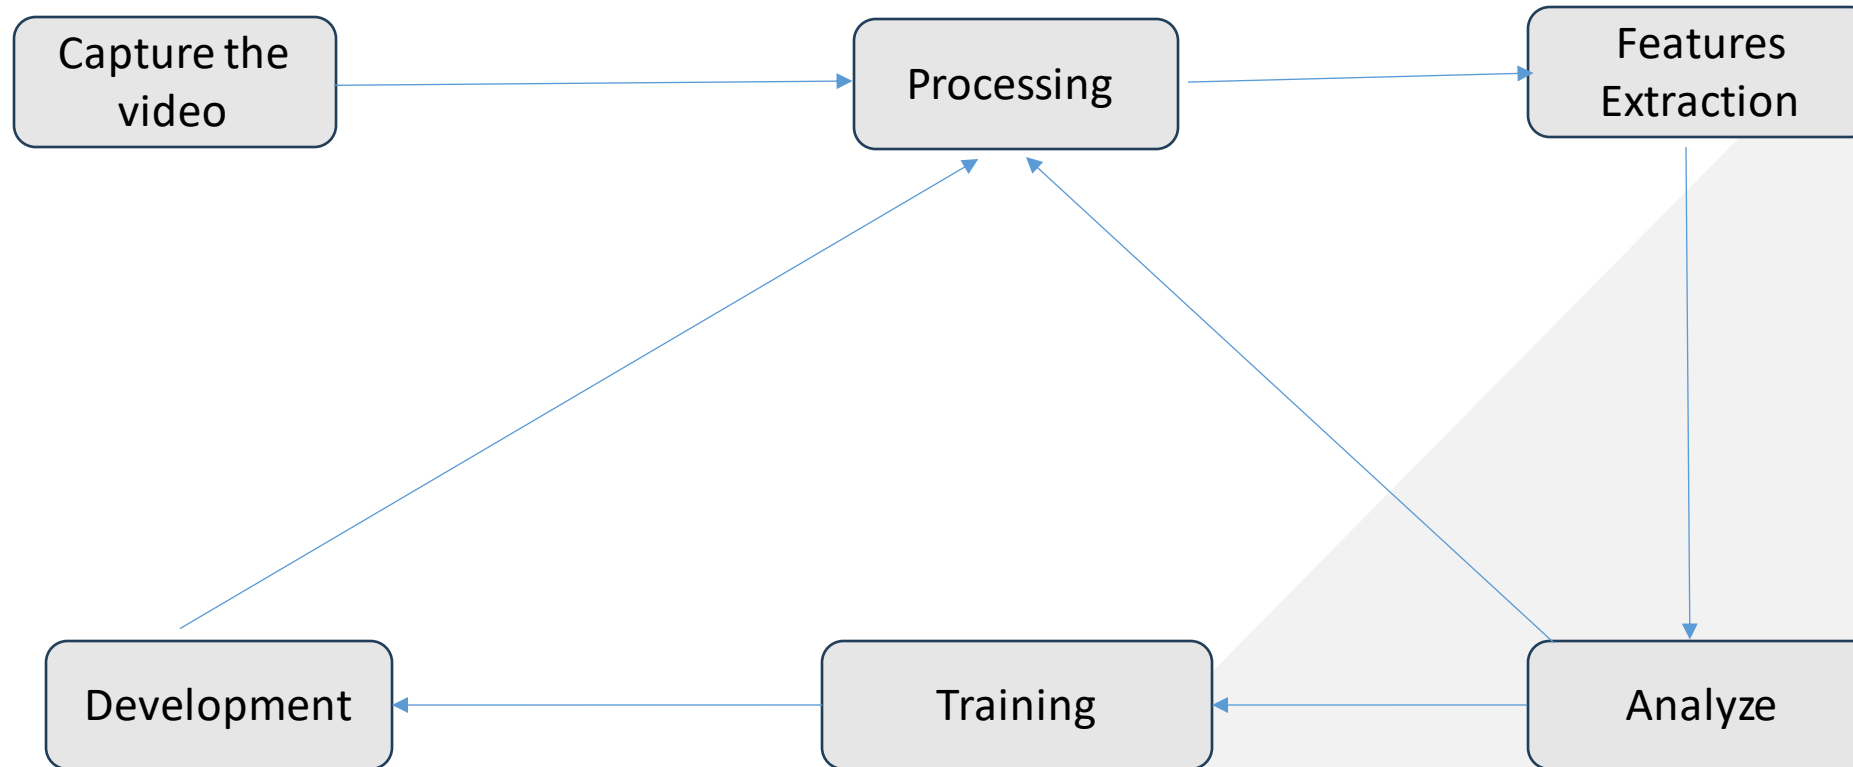 Capture the
video
Processing
Features
Extraction
Development
Training
Analyze